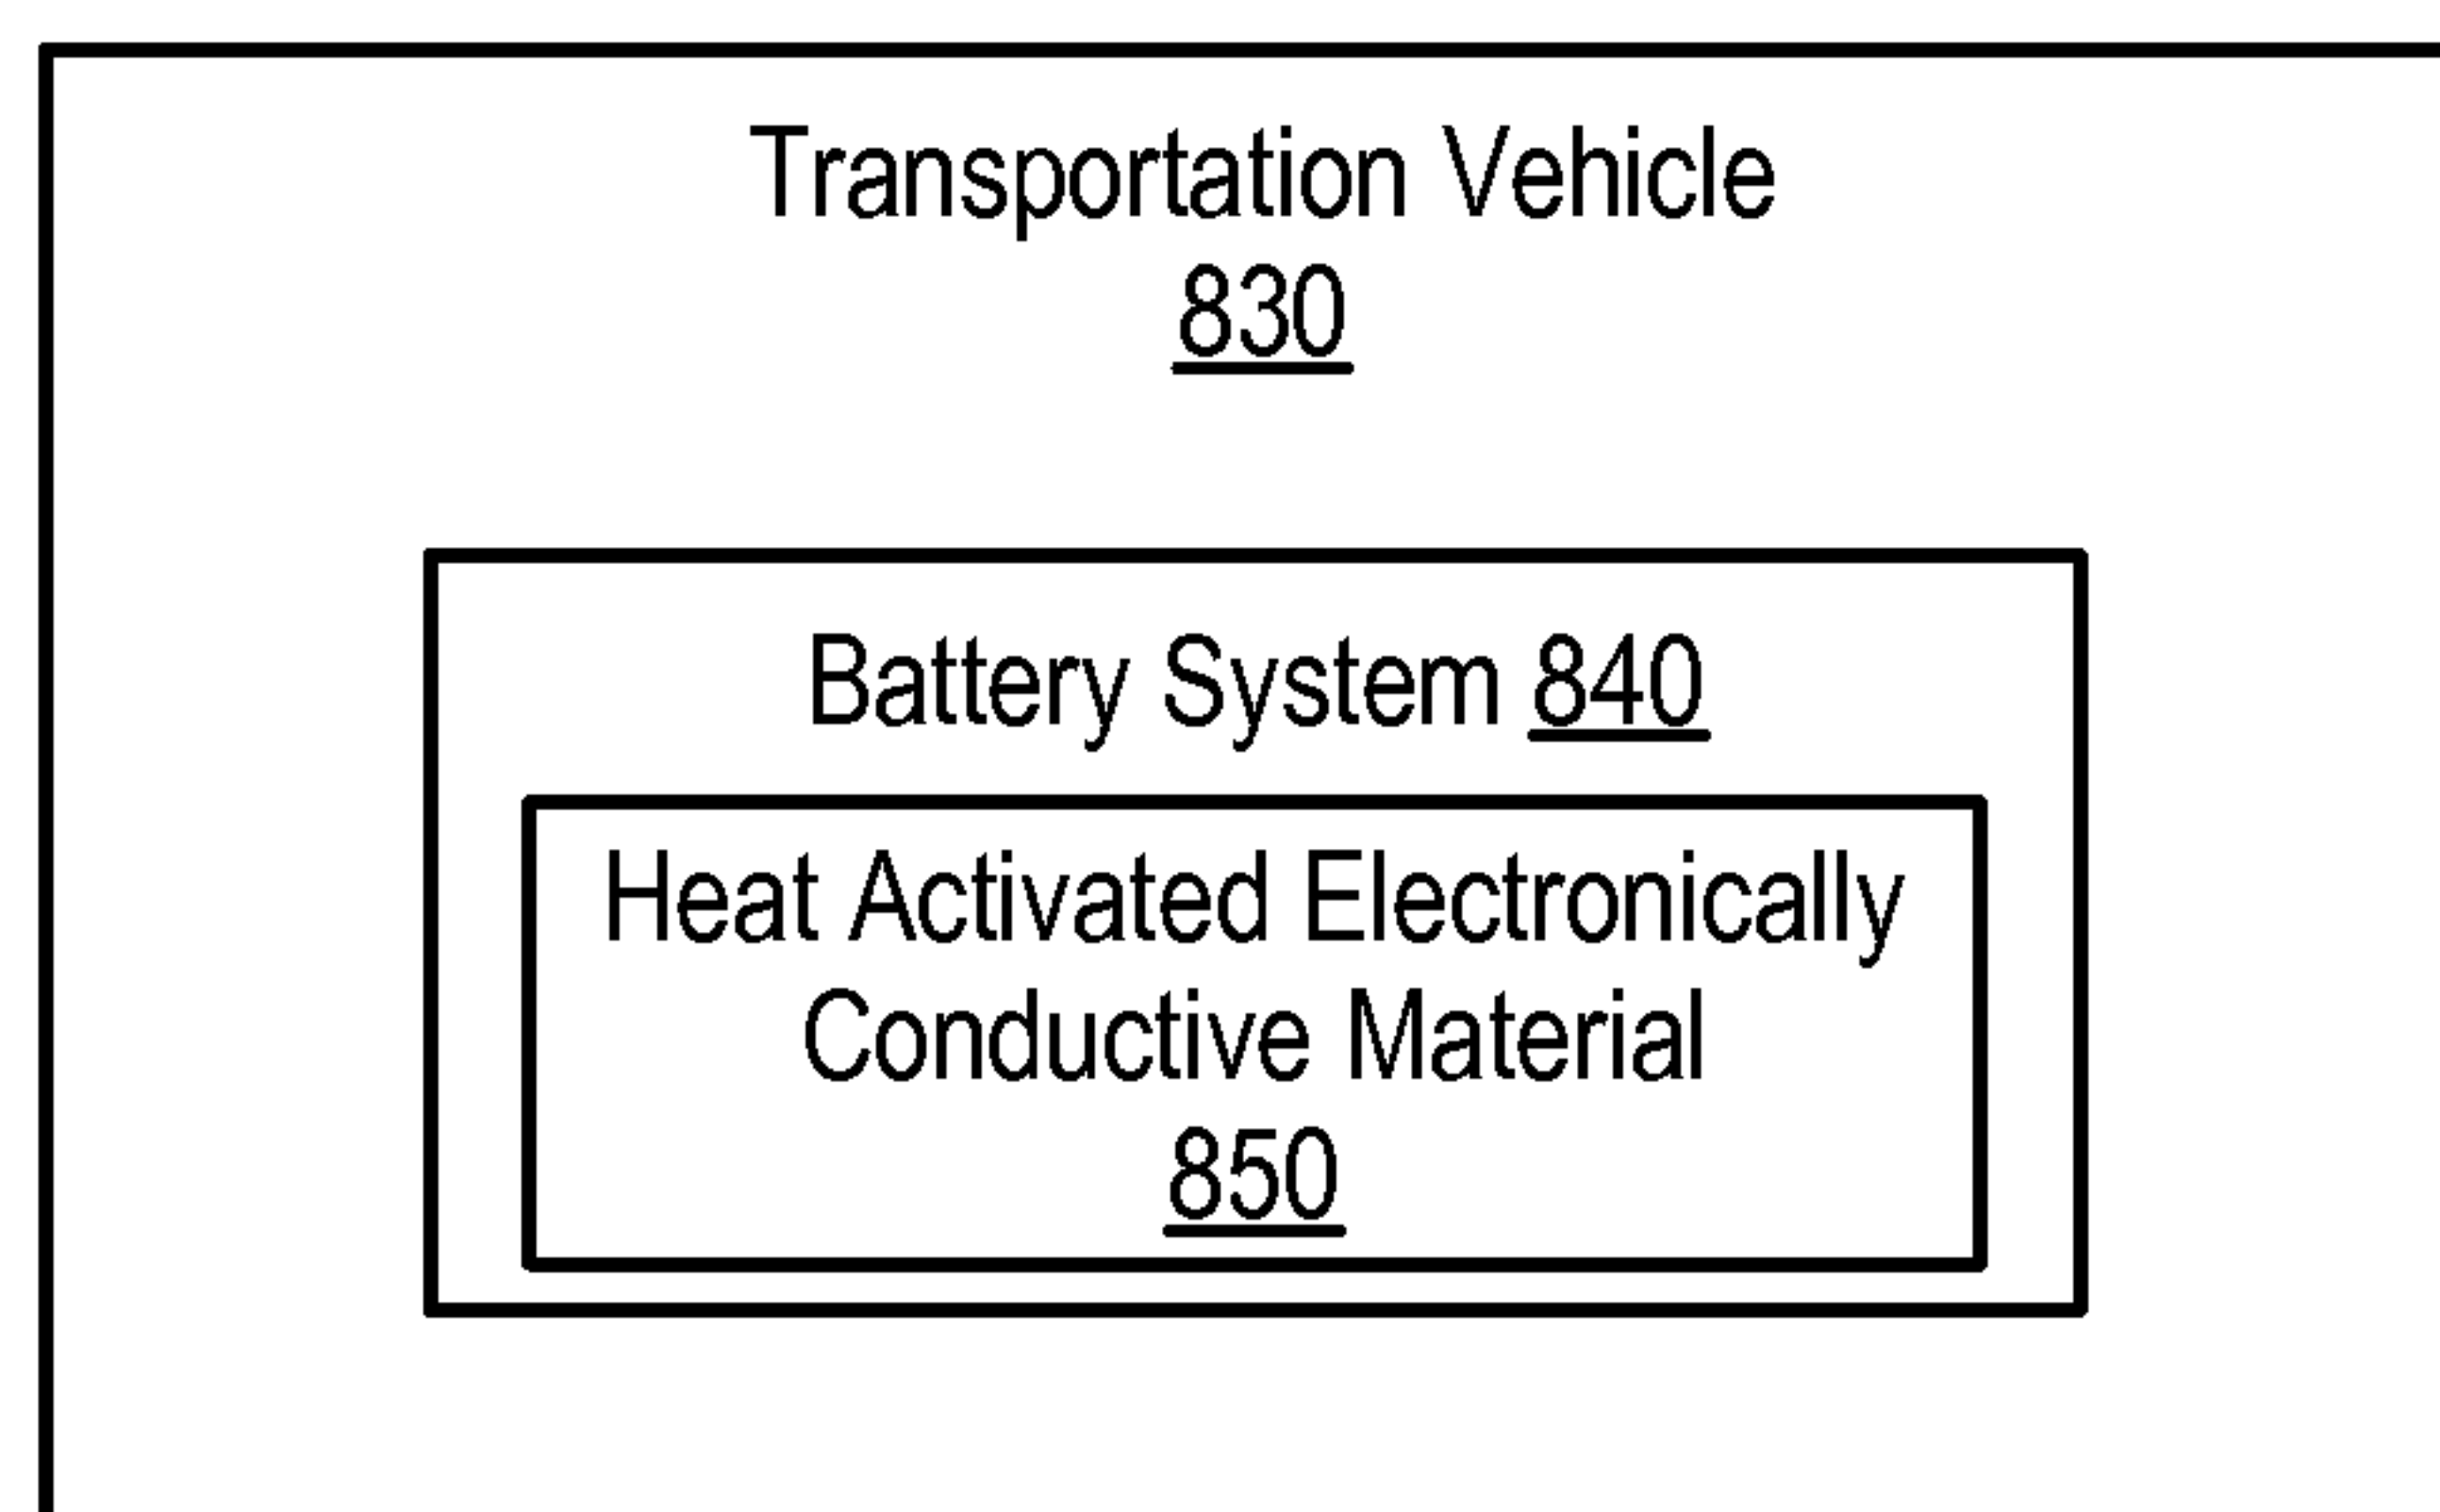 Transportation Vehicle
830
Battery System 840
Heat Activated Electronically
Conductive Material
850